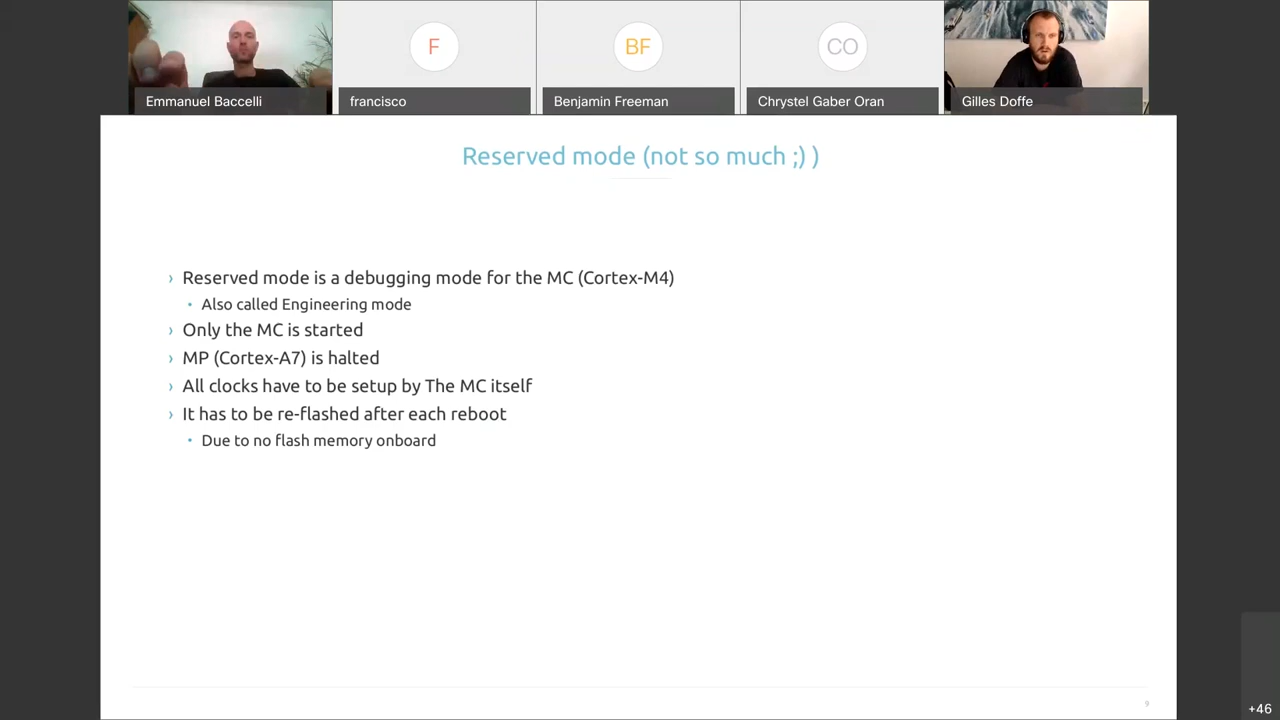 F
BF
CO
Emmanuel Baccelli
francisco
Benjamin Freeman
Chrystel Gaber Oran
Gilles Doffe
Reserved mode (not so much ;) )
› Reserved mode is a debugging mode for the MC (Cortex-M4)
• Also called Engineering mode
› Only the MC is started
› MP (Cortex-A7) is halted
› All clocks have to be setup by The MC itself
› It has to be re-flashed after each reboot
• Due to no flash memory onboard
9
+46